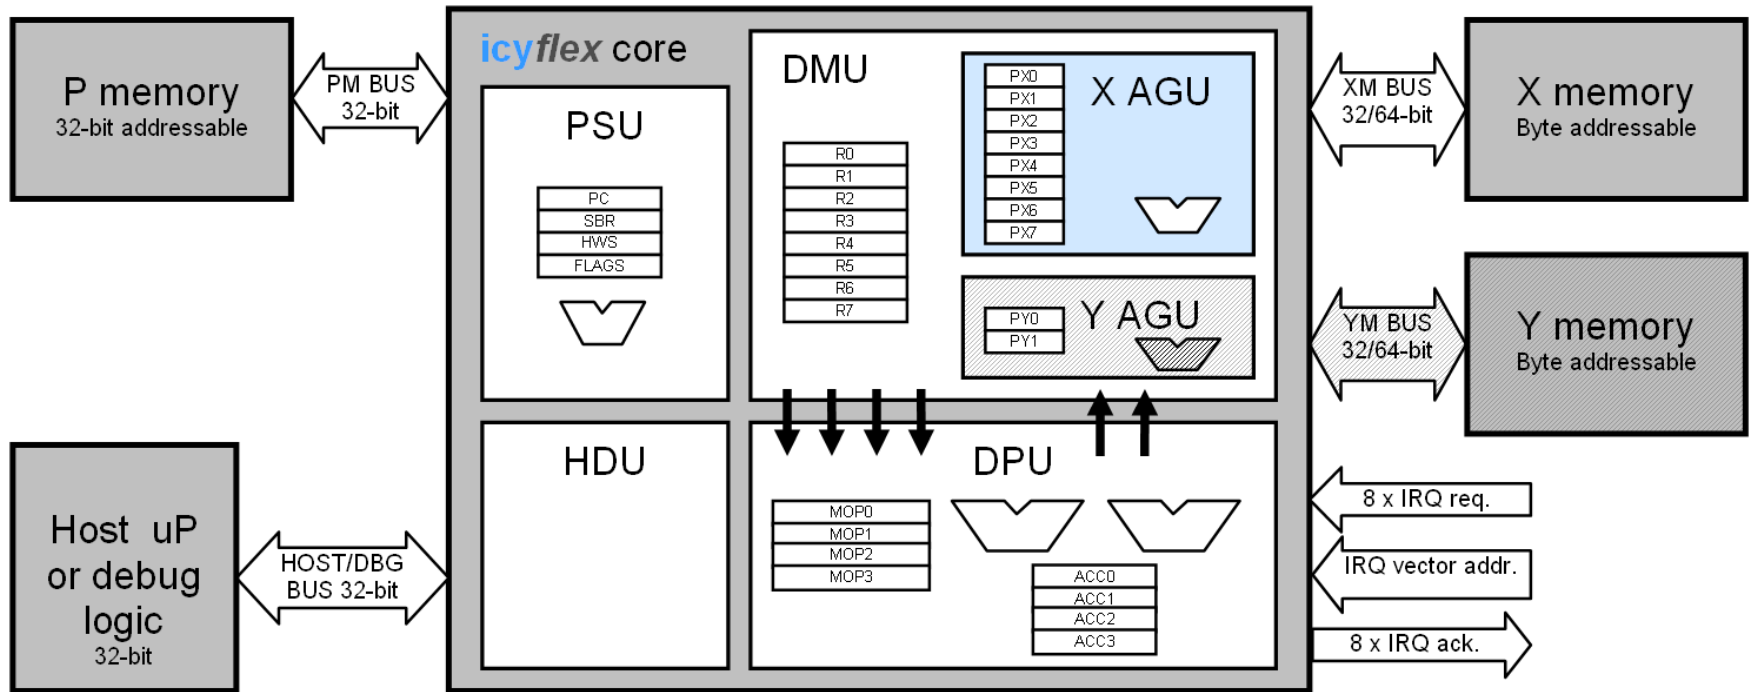 P memory
32-bit addressable
PM BUS
32-bit
icyflex core
PSU
PC
SBR
HWS
FLAGS
DMU
R0
R1
R2
R3
R4
R5
R6
R7
X AGU
PX0
PX1
PX2
PX3
PX4
PX5
PX6
PX7
Y AGU
PY0
PY1
XM BUS
32/64-bit
X memory
Byte addressable
YM BUS
32/64-bit
Y memory
Byte addressable
Host uP
or debug
logic
32-bit
HOST/DBG
BUS 32-bit
HDU
DPU
MOP0
MOP1
MOP2
MOP3
ACC0
ACC1
ACC2
ACC3
8 x IRQ req.
IRQ vector addr.
8 x IRQ ack.